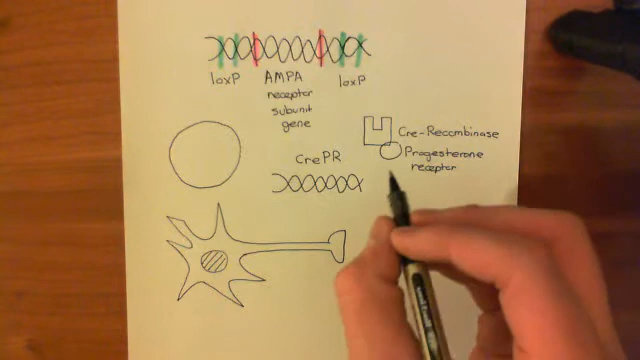 loxP AMPA loxP
receptor
subunit
gene
Cre-Recombinase
CrePR Progesterone
receptor